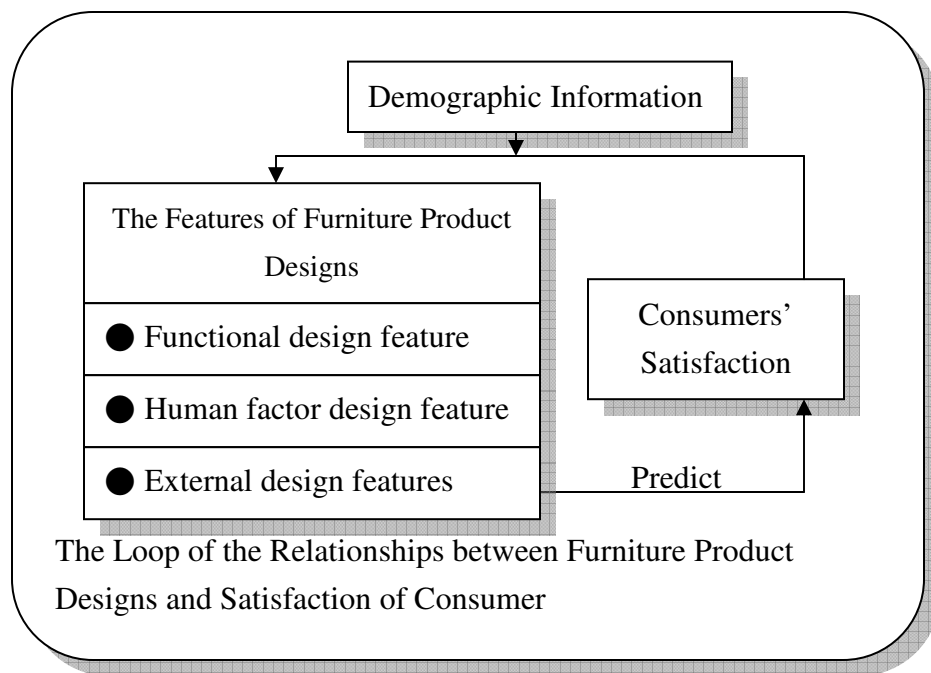 Demographic Information
The Features of Furniture Product
Designs
● Functional design feature
● Human factor design feature
● External design features
Consumers’
Satisfaction
Predict
The Loop of the Relationships between Furniture Product
Designs and Satisfaction of Consumer